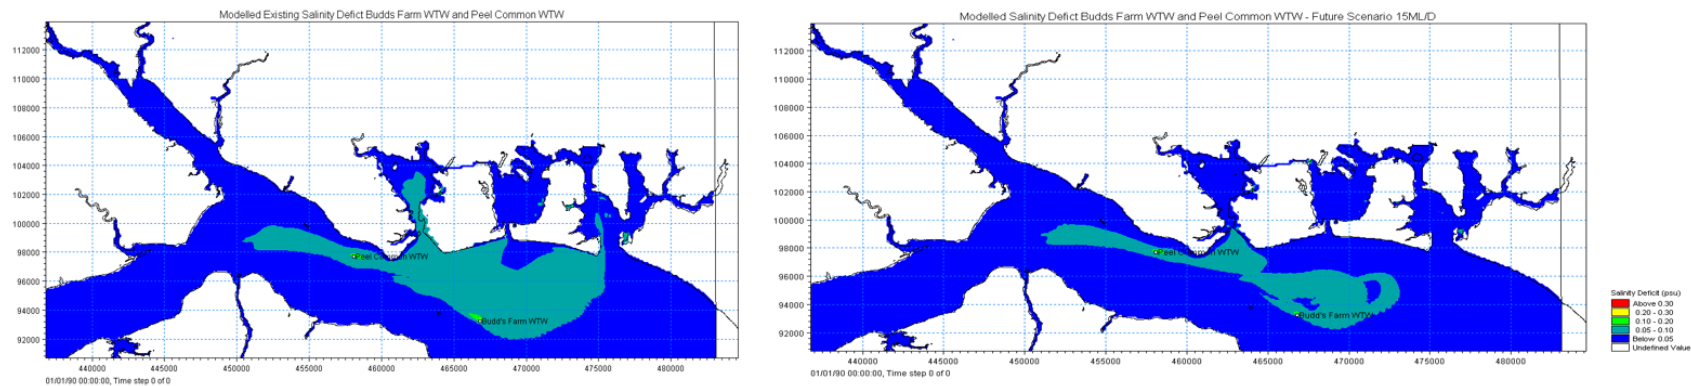 Modelled Existing Salinity Deficit Budds Farm WTW and Peel Common WTW
112000
110000
108000
106000
104000
102000
100000
98000
96000
94000
92000
Peel Common WTW
Budd's Farm WTW
440000 445000 450000 455000 460000 465000 470000 475000 480000
01/01/90 00:00:00, Time step 0 of 0
Modelled Salinity Defict Budds Farm WTW and Peel Common WTW - Future Scenario 15ML/D
112000
110000
108000
106000
104000
102000
100000
98000
96000
94000
92000
Peel Common WTW
Budd's Farm WTW
440000 445000 450000 455000 460000 465000 470000 475000 480000
01/01/90 00:00:00, Time step 0 of 0
Salinity Deficit (psu)
Above 0.30
0.20 - 0.30
0.10 - 0.20
0.05 - 0.10
Below 0.05
Undefined Value